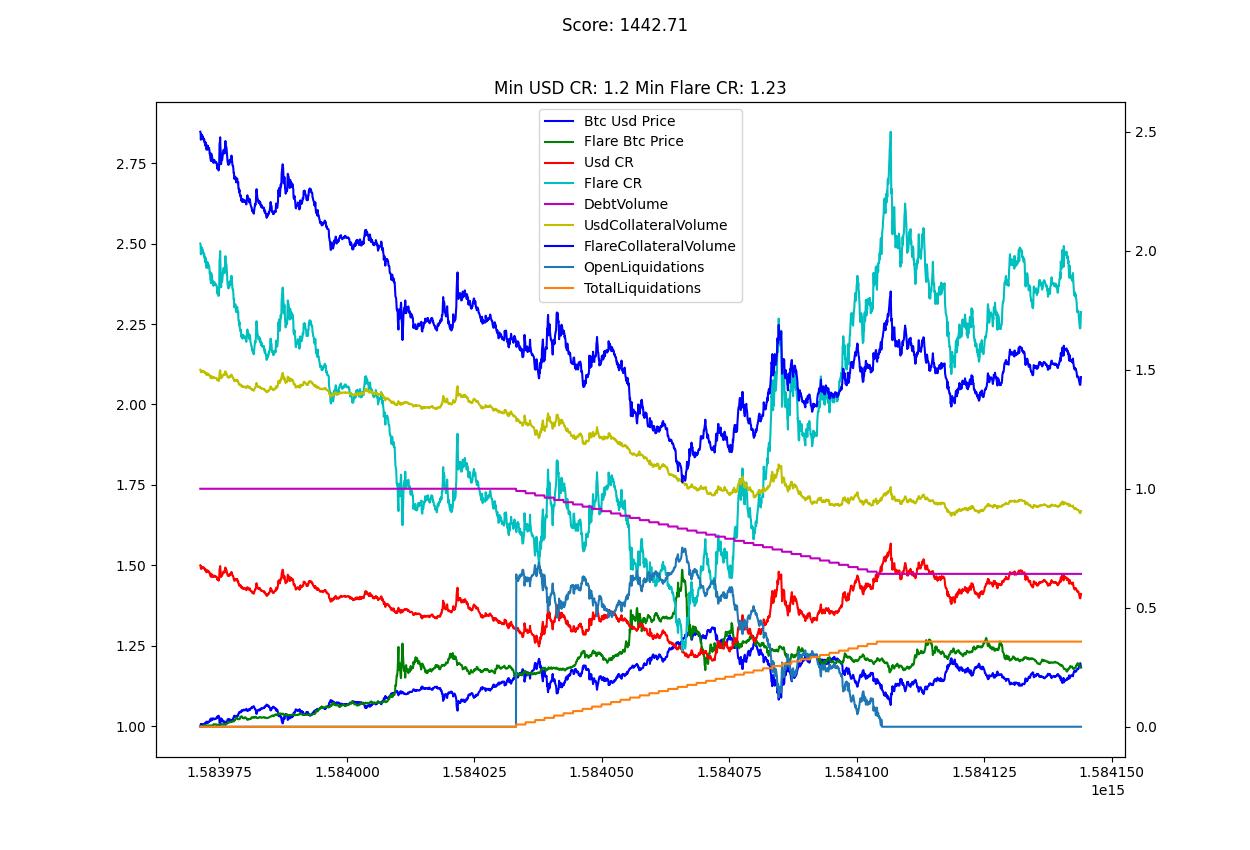 Score: 1442.71
Min USD CR: 1.2 Min Flare CR: 1.23
Btc Usd Price
Flare Btc Price
Usd CR
Flare CR
DebtVolume
UsdCollateralVolume
FlareCollateralVolume
OpenLiquidations
TotalLiquidations
2.75
2.50
2.25
2.00
1.75
1.50
1.25
1.00
2.5
2.0
1.5
1.0
0.5
0.0
1.583975 1.584000 1.584025 1.584050 1.584075 1.584100 1.584125 1.584150
1e15